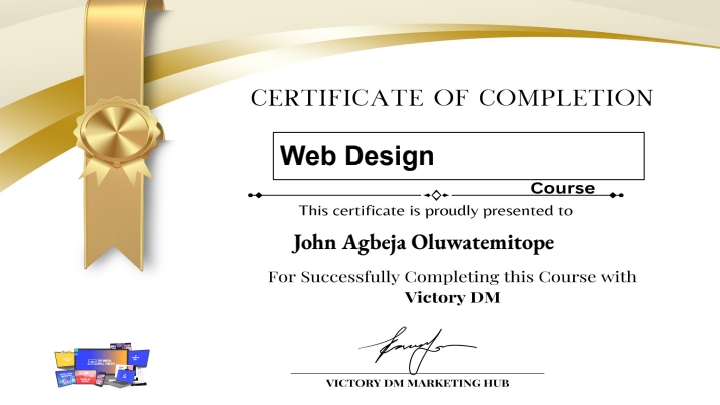 CERTIFICATE OF COMPLETION
Web Design
Course
This certificate is proudly presented to
John Agbeja Oluwatemitope
For Successfully Completing this Course with
Victory DM
VICTORY DM MARKETING HUB